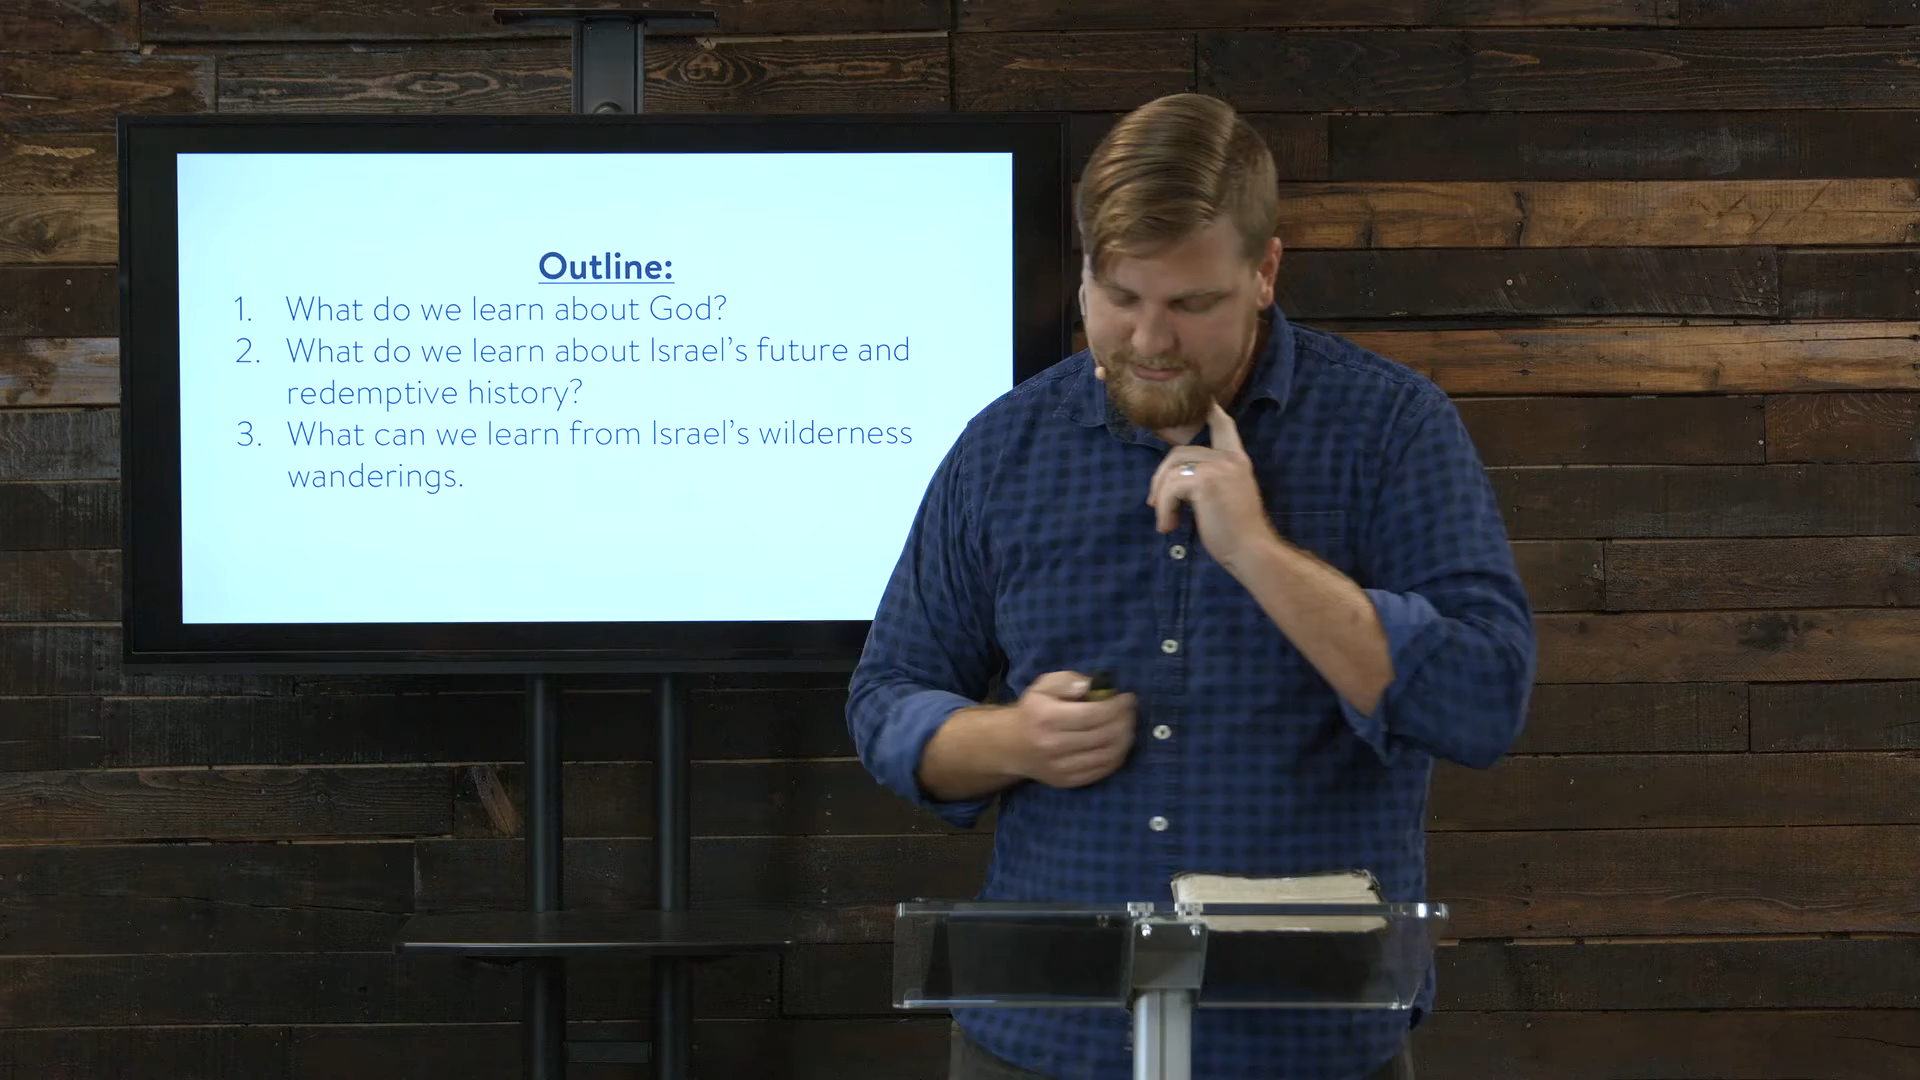 Outline:
1. What do we learn about God?
2. What do we learn about Israel's future and
redemptive history?
3. What can we learn from Israel's wilderness
wanderings.